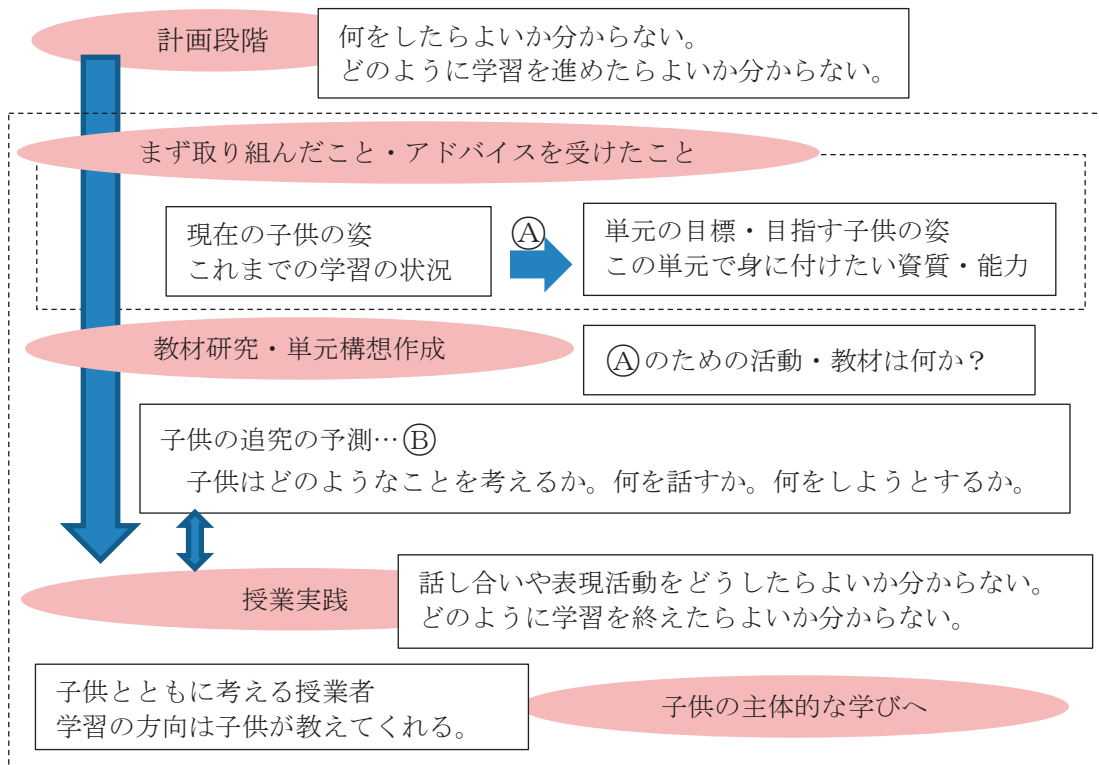 計画段階
何をしたらよいか分からない。
どのように学習を進めたらよいか分からない。
まず取り組んだこと・アドバイスを受けたこと
現在の子供の姿
これまでの学習の状況
Ⓐ
単元の目標・目指す子供の姿
この単元で身に付けたい資質・能力
教材研究・単元構想作成
Ⓐのための活動・教材は何か？
子供の追究の予測…Ⓑ
子供はどのようなことを考えるか。何を話すか。何をしようとするか。
授業実践
話し合いや表現活動をどうしたらよいか分からない。
どのように学習を終えたらよいか分からない。
子供とともに考える授業者
学習の方向は子供が教えてくれる。
子供の主体的な学びへ